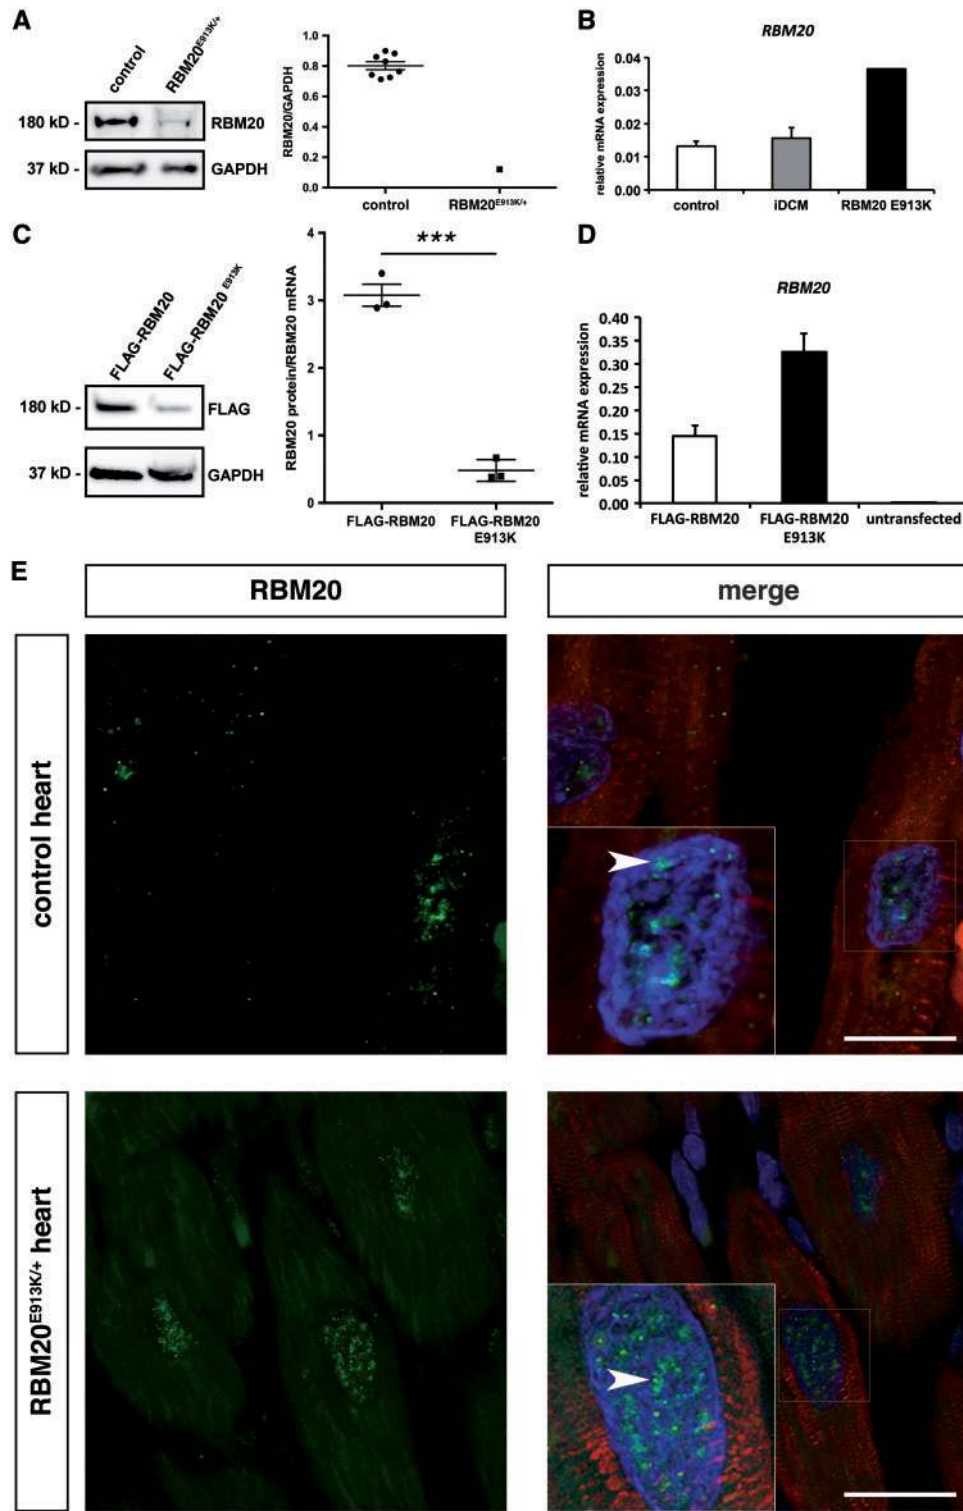 A
control
RBM20E913K/+
180 kD -
RBM20
37 kD -
GAPDH
RBM20/GAPDH
1.0
0.8
0.6
0.4
0.2
0.0
control
RBM20E913K/+
B
RBM20
relative mRNA expression
0.04
0.03
0.02
0.01
0.00
control
iDCM
RBM20 E913K
C
FLAG-RBM20
FLAG-RBM20 E913K
180 kD -
FLAG
37 kD -
GAPDH
RBM20 protein/RBM20 mRNA
4
3
2
1
0
***
FLAG-RBM20
FLAG-RBM20
E913K
D
RBM20
relative mRNA expression
0.40
0.35
0.30
0.25
0.20
0.15
0.10
0.05
0.00
FLAG-RBM20
FLAG-RBM20
E913K
untransfected
E
RBM20
merge
control heart
RBM20E913K/+ heart